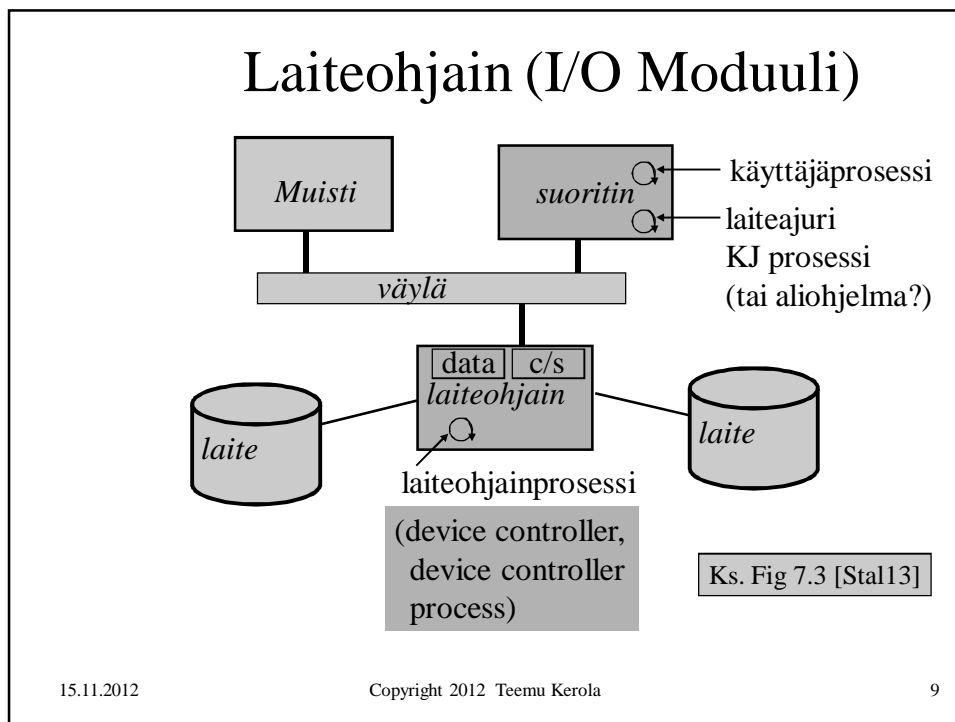 Laiteohjain (I/O Moduuli)
Muisti
suoritin
käyttäjäprosessi
laiteajuri
KJ prosessi
(tai aliohjelma?)
väylä
data
c/s
laiteohjain
laite
laite
laiteohjainprosessi
(device controller,
device controller
process)
Ks. Fig 7.3 [Stal13]
15.11.2012
Copyright 2012 Teemu Kerola
9